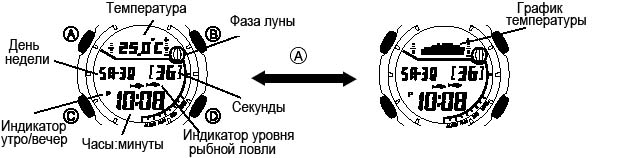 Температура
Фаза луны
График
температуры
День
недели
A
B
25,0°C
SA-30 [36]
10:08
P
C
D
Секунды
Индикатор
утро/вечер
Часы:минуты
Индикатор уровня
рыбной ловли
A
SA-30 [36]
10:08
P